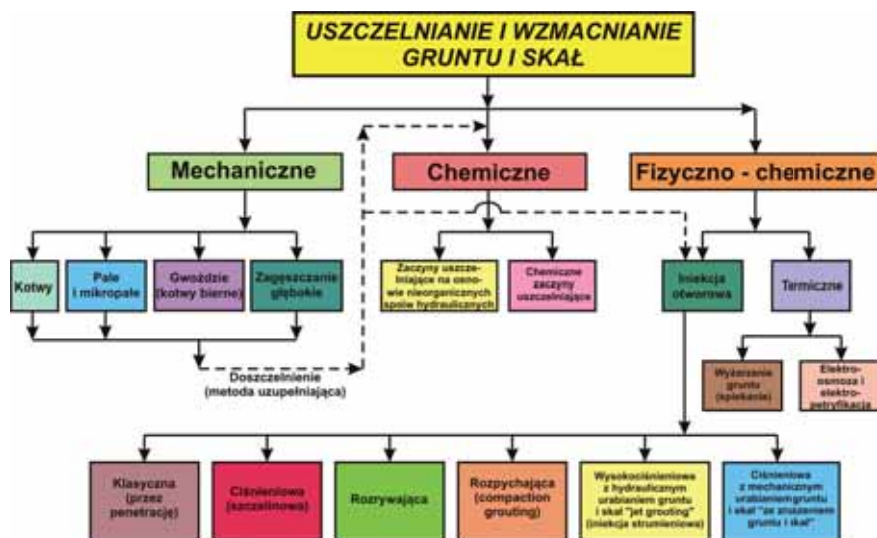 USZCZELNIANIE I WZMACNIANIE
GRUNTU I SKAŁ
Mechaniczne
Chemiczne
Fizyczno - chemiczne
Kotwy
Pale
i mikropale
Gwoździe
(kotwy bierne)
Zagęszczanie
głębokie
Zaczyny uszcze-
lniające na osno-
wie nieorganicznych
spoiw hydraulicznych
Chemiczne
zaczyny
uszczelniające
Iniekcja
otworowa
Termiczne
Doszczelnienie
(metoda uzupełniająca)
Wyżarzanie
gruntu
(spiekanie)
Elektro-
osmoza i
elektro-
petryfikacja
Klasyczna
(przez
penetrację)
Ciśnieniowa
(szczelinowa)
Rozrywająca
Rozpychająca
(compaction
grouting)
Wysokociśnieniowe
z hydraulicznym
urabianiem gruntu
i skał "jet grouting"
(iniekcja strumieniowa)
Ciśnieniowa
z mechanicznym
urabianiem gruntu
i skał "ze zruszeniem
gruntu i skał"